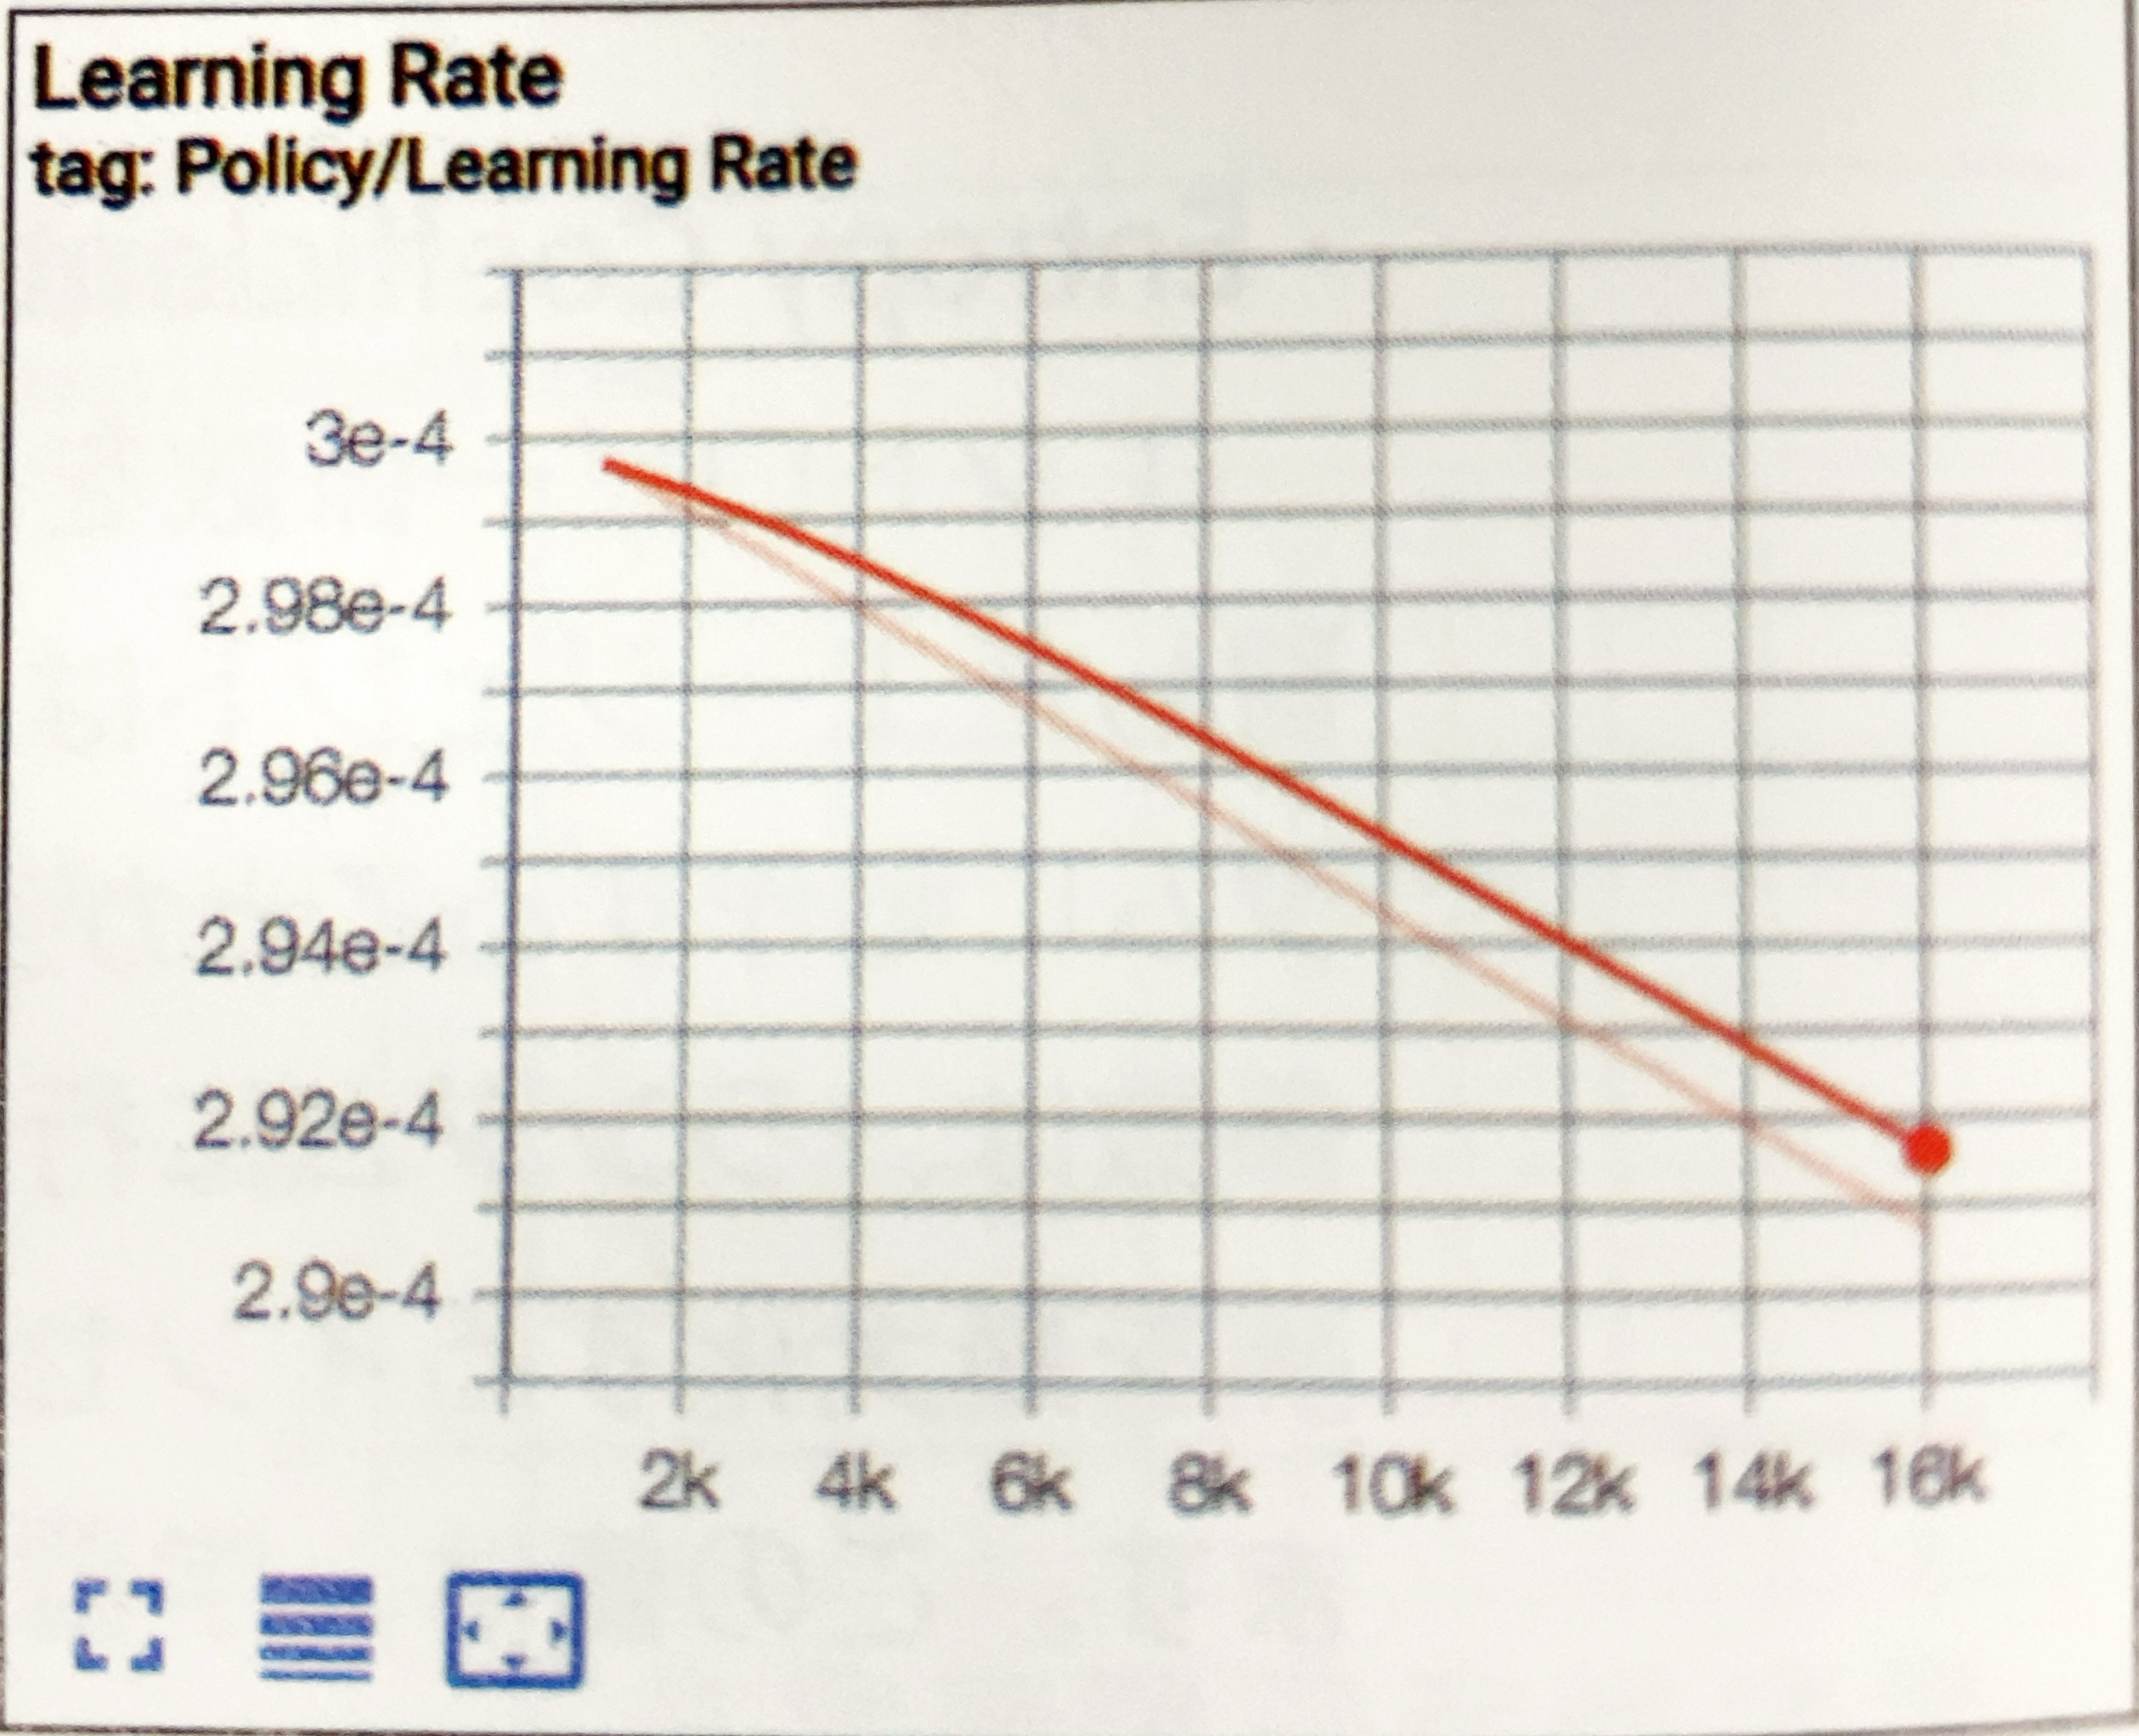 Learning Rate
tag: Policy/Learning Rate
3e-4
2.98e-4
2.96e-4
2.94e-4
2.92e-4
2.9e-4
2k 4k 6k 8k 10k 12k 14k 16k